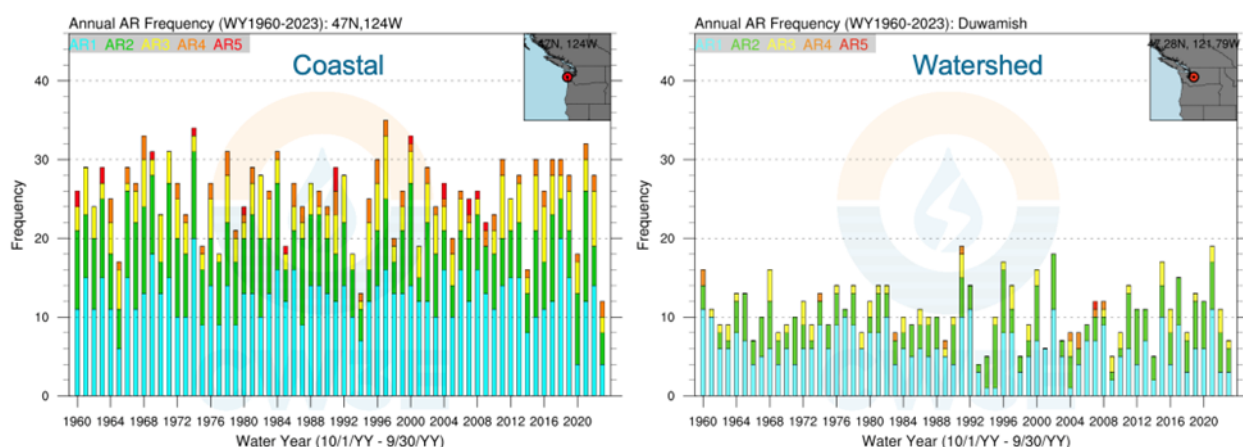 Annual AR Frequency (WY1960-2023): 47N,124W
AR1 AR2 AR3 AR4 AR5
47N, 124W
Coastal
40
30
20
10
0
Frequency
1960 1964 1968 1972 1976 1980 1984 1988 1992 1996 2000 2004 2008 2012 2016 2020
Water Year (10/1/YY - 9/30/YY)
Annual AR Frequency (WY1960-2023): Duwamish
AR1 AR2 AR3 AR4 AR5
47.28N, 121.79W
Watershed
40
30
20
10
0
Frequency
1960 1964 1968 1972 1976 1980 1984 1988 1992 1996 2000 2004 2008 2012 2016 2020
Water Year (10/1/YY - 9/30/YY)